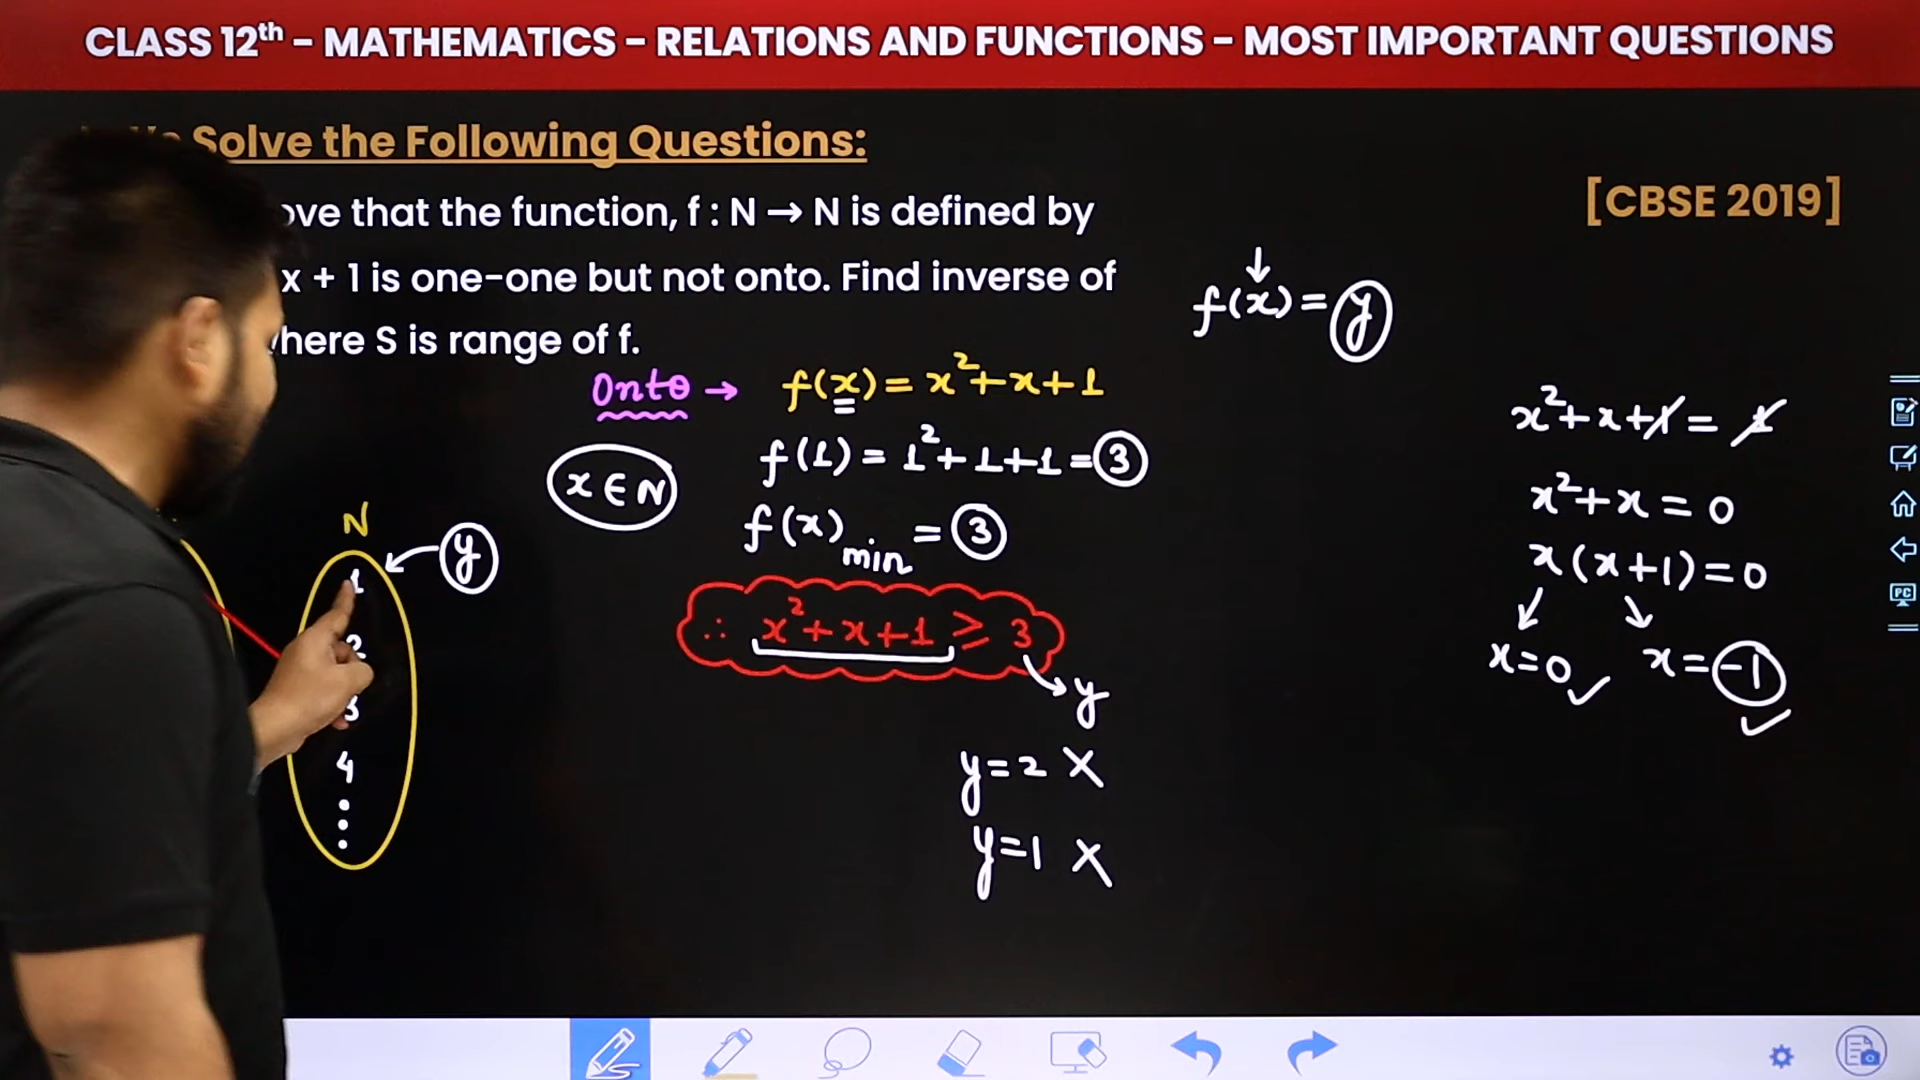 CLASS 12th - MATHEMATICS - RELATIONS AND FUNCTIONS - MOST IMPORTANT QUESTIONS
Solve the Following Questions:
[CBSE 2019]
that the function, f : N → N is defined by
x + 1 is one-one but not onto. Find inverse of
S is range of f.
f(x) = y
Onto → f(x) = x² + x + 1
f(1) = 1² + 1 + 1 = 3
x ∈ N
f(x) min = 3
∴ x² + x + 1 ≥ 3
y
y = 2 X
y = 1 X
N
y
1
2
3
4
x² + x + 1 = 1
x² + x = 0
x(x + 1) = 0
x = 0 ✓ x = -1 ✓
PC